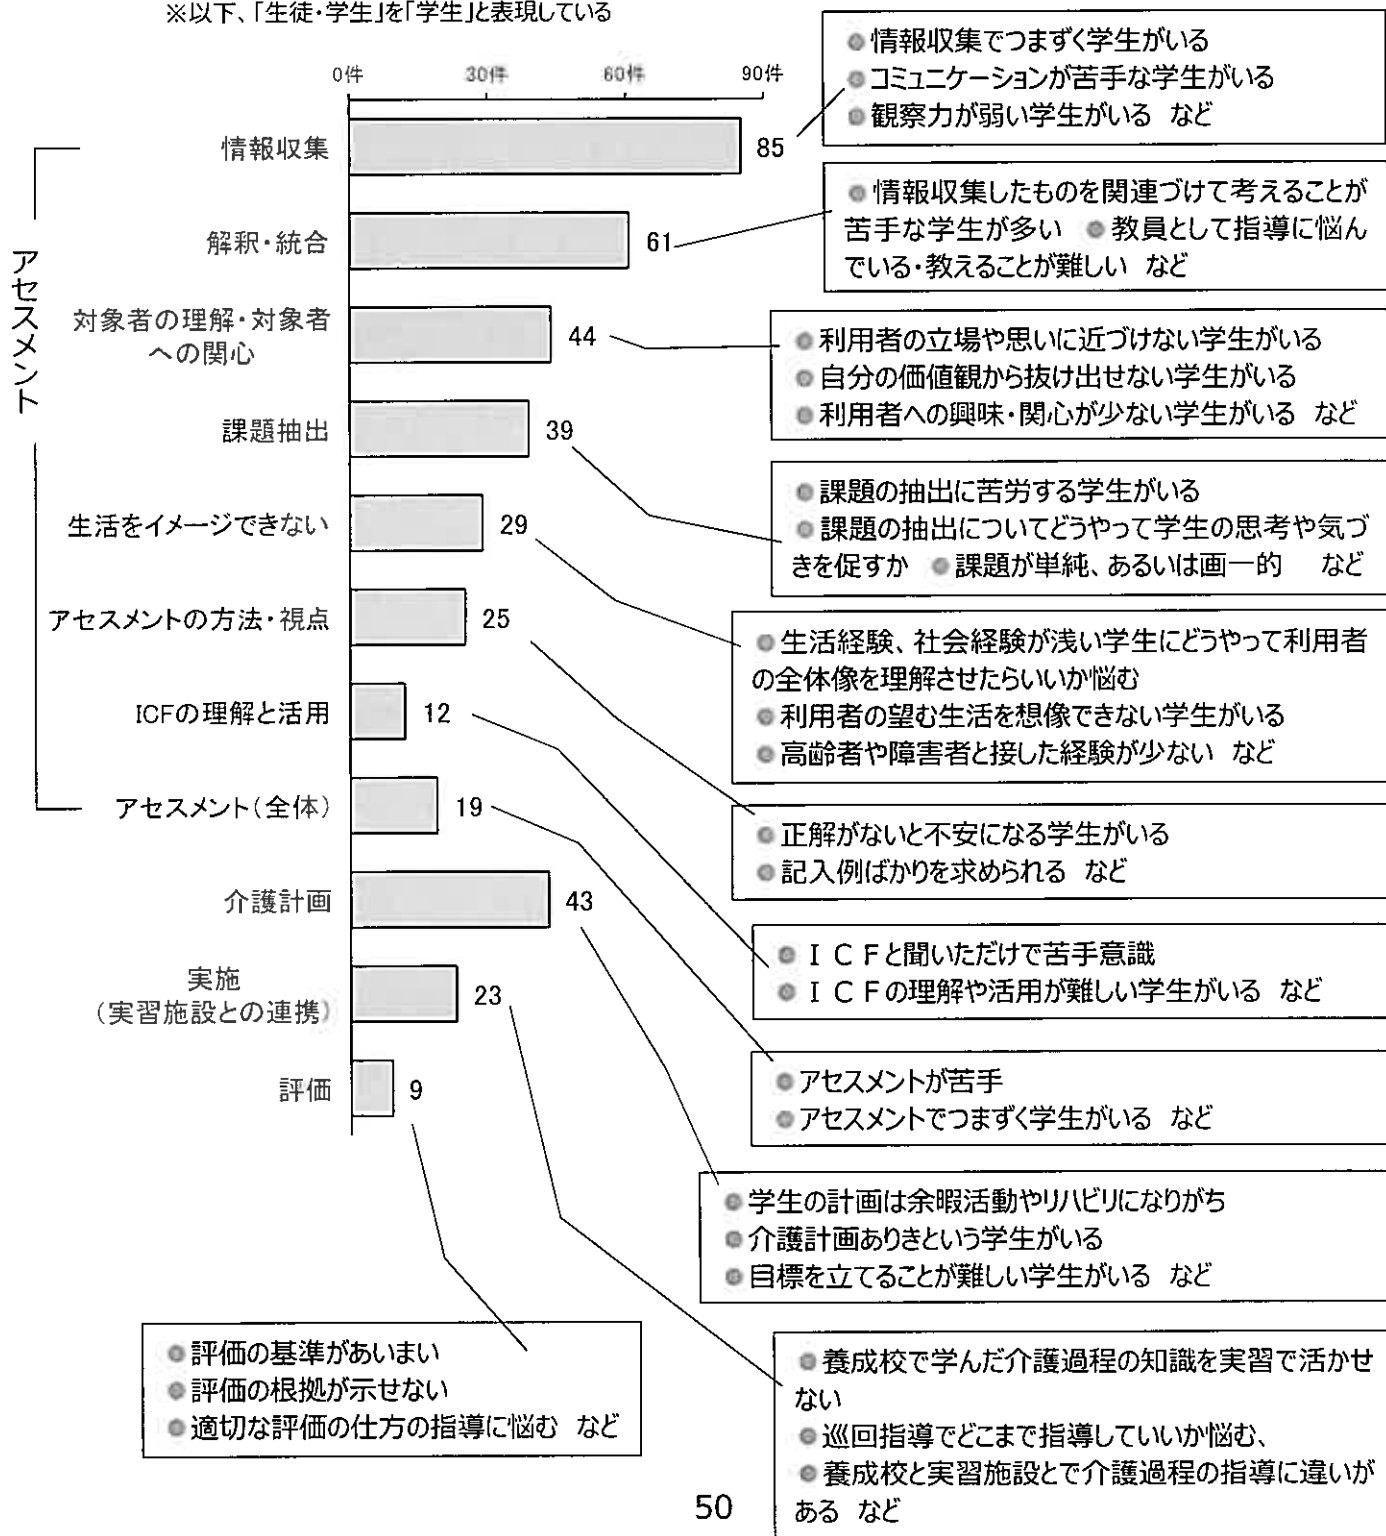 ※以下、「生徒・学生」を「学生」と表現している
0件
30件
60件
90件
アセスメント
情報収集
85
解釈・統合
61
対象者の理解・対象者
への関心
44
課題抽出
39
生活をイメージできない
29
アセスメントの方法・視点
25
ICFの理解と活用
12
アセスメント(全体)
19
介護計画
43
実施
(実習施設との連携)
23
評価
9
●情報収集でつまずく学生がいる
●コミュニケーションが苦手な学生がいる
●観察力が弱い学生がいる など
●情報収集したものを関連づけて考えることが
苦手な学生が多い ●教員として指導に悩ん
でいる・教えることが難しい など
●利用者の立場や思いに近づけない学生がいる
●自分の価値観から抜け出せない学生がいる
●利用者への興味・関心が少ない学生がいる など
●課題の抽出に苦労する学生がいる
●課題の抽出についてどうやって学生の思考や気づ
きを促すか ●課題が単純、あるいは画一的 など
●生活経験、社会経験が浅い学生にどうやって利用者
の全体像を理解させたらいいか悩む
●利用者の望む生活を想像できない学生がいる
●高齢者や障害者と接した経験が少ない など
●正解がないと不安になる学生がいる
●記入例ばかりを求められる など
●ICFと聞いただけで苦手意識
●ICFの理解や活用が難しい学生がいる など
●アセスメントが苦手
●アセスメントでつまずく学生がいる など
●学生の計画は余暇活動やリハビリになりがち
●介護計画ありきという学生がいる
●目標を立てることが難しい学生がいる など
●評価の基準があいまい
●評価の根拠が示せない
●適切な評価の仕方の指導に悩む など
●養成校で学んだ介護過程の知識を実習で活かせ
ない
●巡回指導でどこまで指導していいか悩む、
●養成校と実習施設とで介護過程の指導に違いが
ある など
50